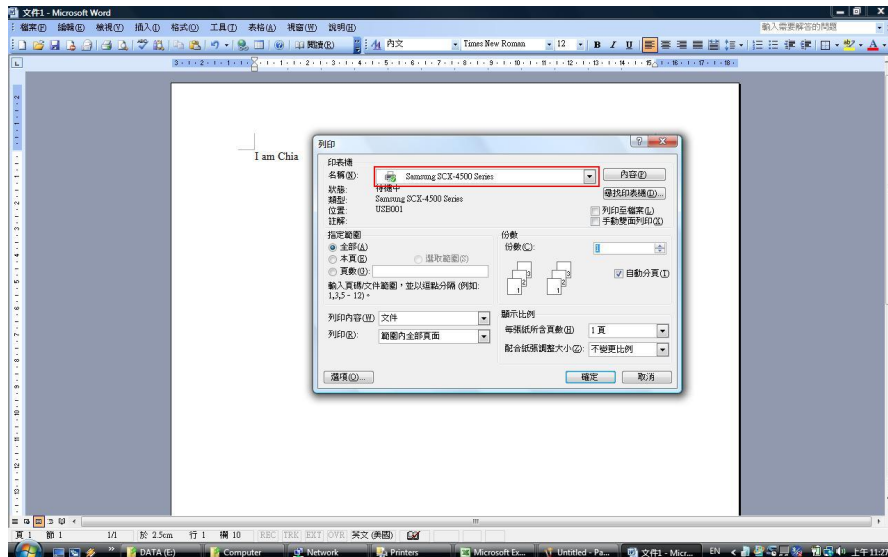 文件1 - Microsoft Word
檔案(F) 編輯(E) 檢視(V) 插入(I) 格式(O) 工具(T) 表格(A) 視窗(W) 說明(H)
輸入需要解答的問題
閱讀(R) 內文 Times New Roman 12 B I U
I am Chia
列印
印表機
名稱(N): Samsung SCX-4500 Series
內容(P)
狀態: 待機中
尋找印表機(D)...
類型: Samsung SCX-4500 Series
位置: USB001
列印至檔案(L)
註解:
手動雙面列印(X)
指定範圍
全部(A)
本頁(E) 選取範圍(S)
頁數(G):
輸入頁碼/文件範圍,並以逗點分隔 (例如:
1,3,5 - 12)。
份數
份數(C): 1
自動分頁(T)
列印內容(W) 文件
列印(R): 範圍內全部頁面
顯示比例
每張紙所含頁數(H) 1 頁
配合紙張調整大小(Z): 不變更比例
選項(O)... 確定 取消
頁 1 節 1 1/1 於 2.5cm 行 1 欄 10 REC TRK EXT OVR 英文 (美國)
DATA (E:) Computer Network Printers Microsoft Ex... Untitled - Pa... 文件1 - Micr... EN 上午 11:27